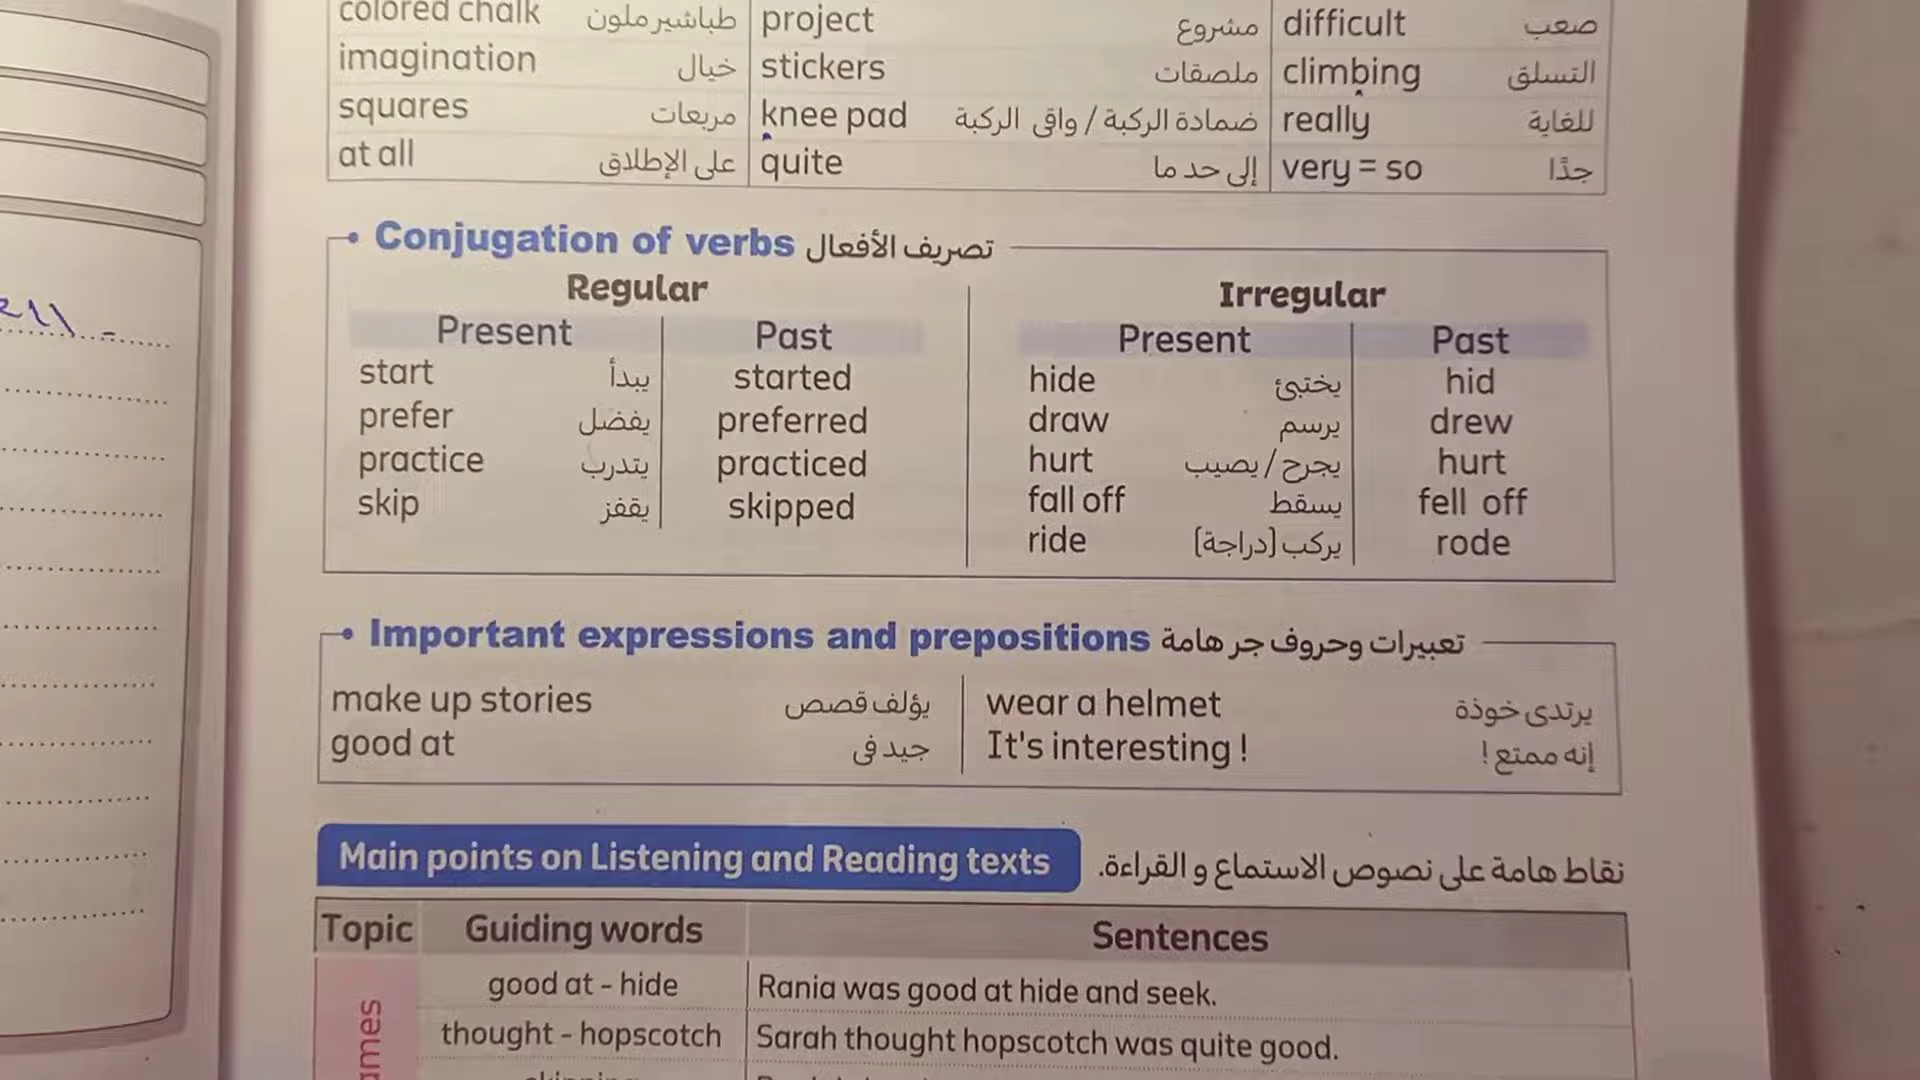 colored chalk طباشير ملون project مشروع difficult صعب
imagination خيال stickers ملصقات climbing التسلق
squares مربعات knee pad ضمادة الركبة / واقى الركبة really للغاية
at all على الإطلاق quite إلى حد ما very = so جدًا
• Conjugation of verbs تصريف الأفعال
Regular Irregular
Present Past Present Past
start يبدأ started hide يختبئ hid
prefer يفضل preferred draw يرسم drew
practice يتدرب practiced hurt يجرح / يصيب hurt
skip يقفز skipped fall off يسقط fell off
ride يركب (دراجة) rode
• Important expressions and prepositions تعبيرات وحروف جر هامة
make up stories يؤلف قصص wear a helmet يرتدى خوذة
good at جيد فى It's interesting ! إنه ممتع !
Main points on Listening and Reading texts نقاط هامة على نصوص الاستماع و القراءة.
Topic Guiding words Sentences
good at - hide Rania was good at hide and seek.
thought - hopscotch Sarah thought hopscotch was quite good.